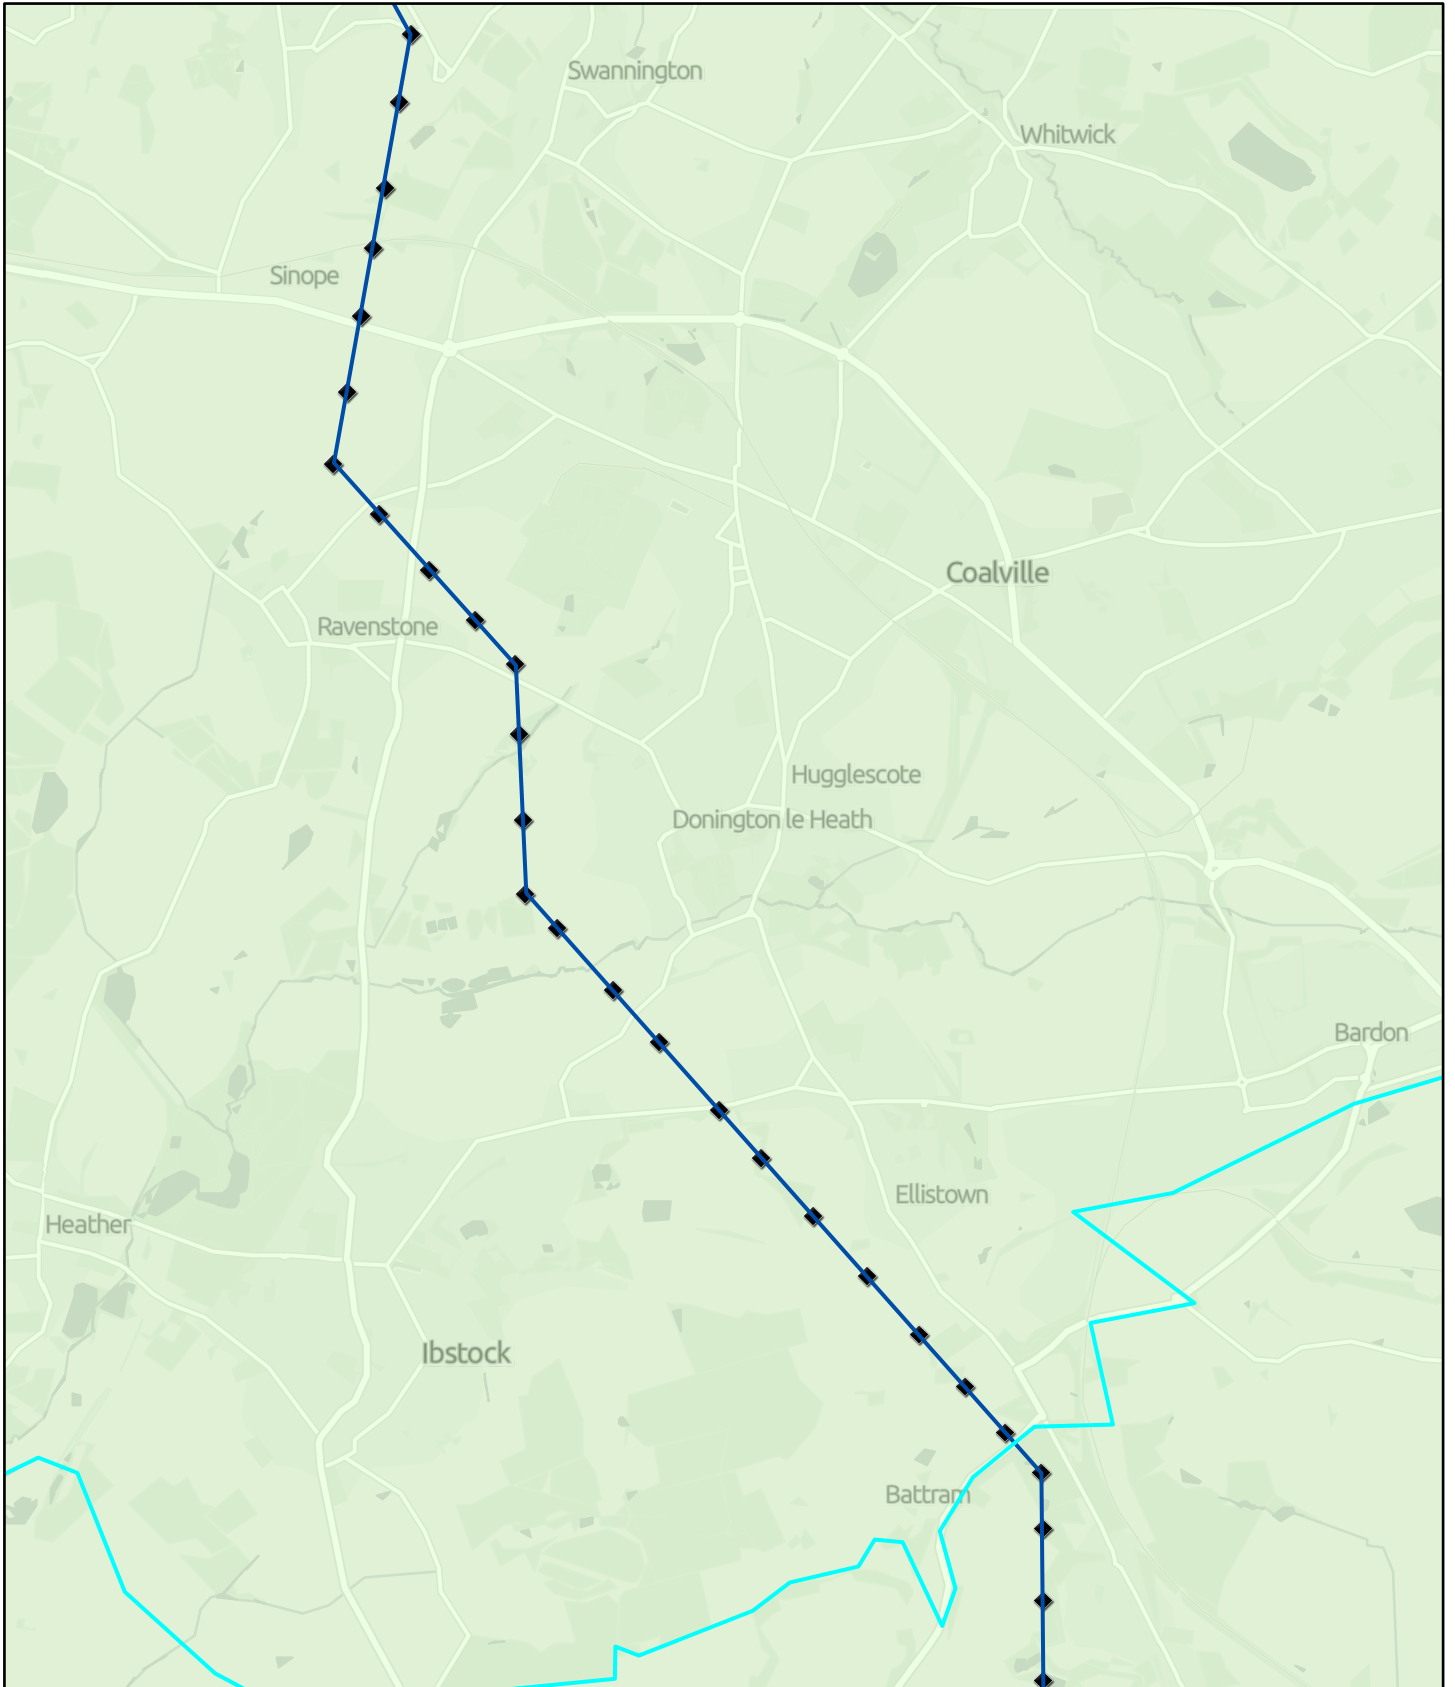 Swannington
Whitwick
Sinope
Coalville
Ravenstone
Hugglescote
Donington le Heath
Bardon
Ellistown
Heather
Ibstock
Battram